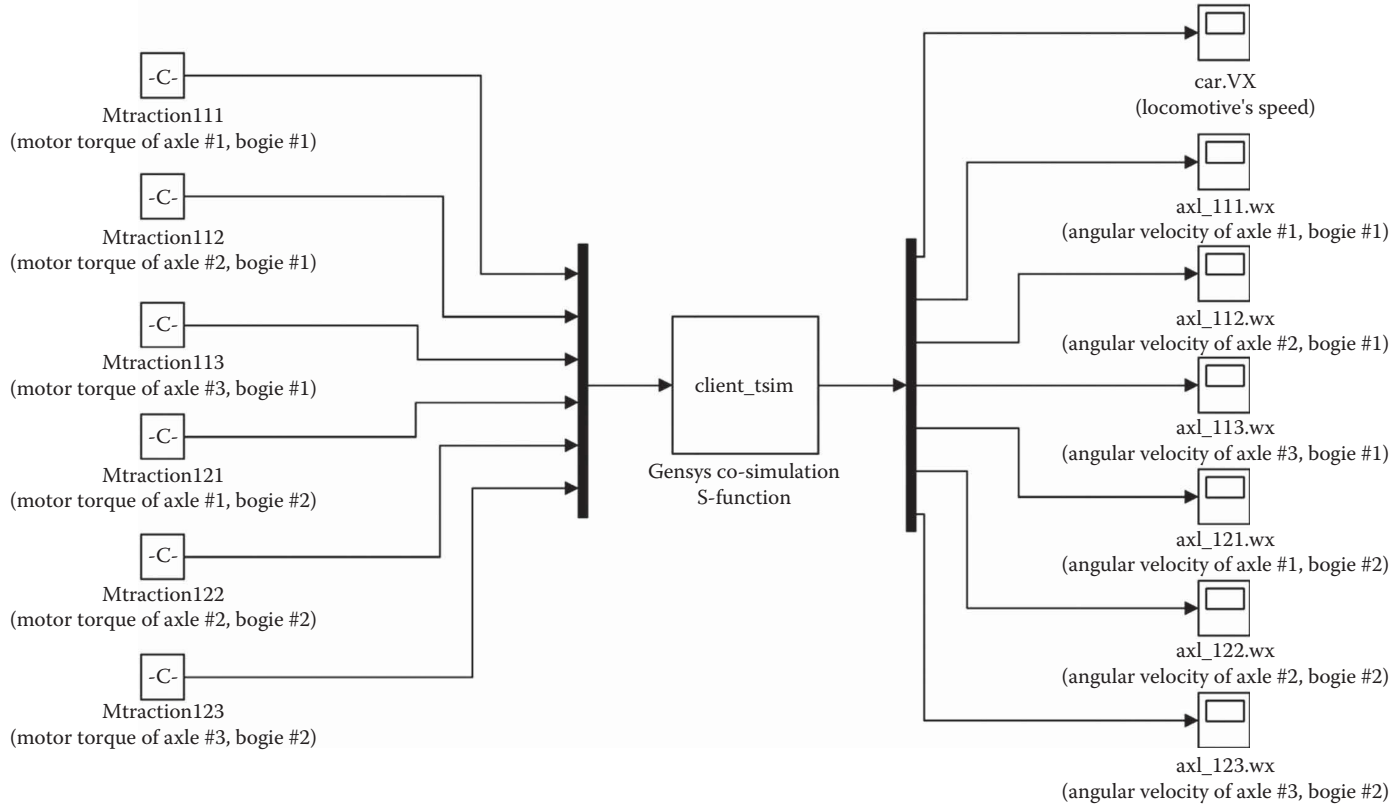 -C-
Mtraction111
(motor torque of axle #1, bogie #1)
-C-
Mtraction112
(motor torque of axle #2, bogie #1)
-C-
Mtraction113
(motor torque of axle #3, bogie #1)
-C-
Mtraction121
(motor torque of axle #1, bogie #2)
-C-
Mtraction122
(motor torque of axle #2, bogie #2)
-C-
Mtraction123
(motor torque of axle #3, bogie #2)
client_tsim
Gensys co-simulation
S-function
car.VX
(locomotive's speed)
axl_111.wx
(angular velocity of axle #1, bogie #1)
axl_112.wx
(angular velocity of axle #2, bogie #1)
axl_113.wx
(angular velocity of axle #3, bogie #1)
axl_121.wx
(angular velocity of axle #1, bogie #2)
axl_122.wx
(angular velocity of axle #2, bogie #2)
axl_123.wx
(angular velocity of axle #3, bogie #2)